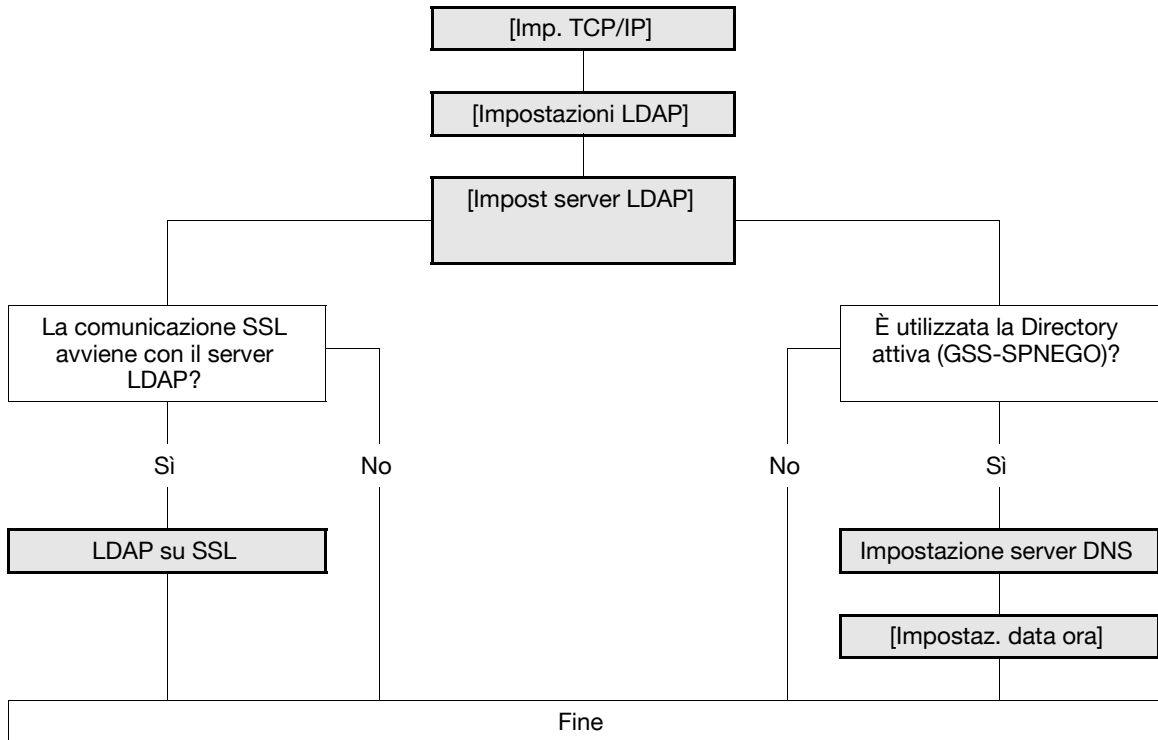 [Imp. TCP/IP]
[Impostazioni LDAP]
[Impost server LDAP]
La comunicazione SSL
avviene con il server
LDAP?
È utilizzata la Directory
attiva (GSS-SPNEGO)?
Sì
No
No
Sì
LDAP su SSL
Impostazione server DNS
[Impostaz. data ora]
Fine